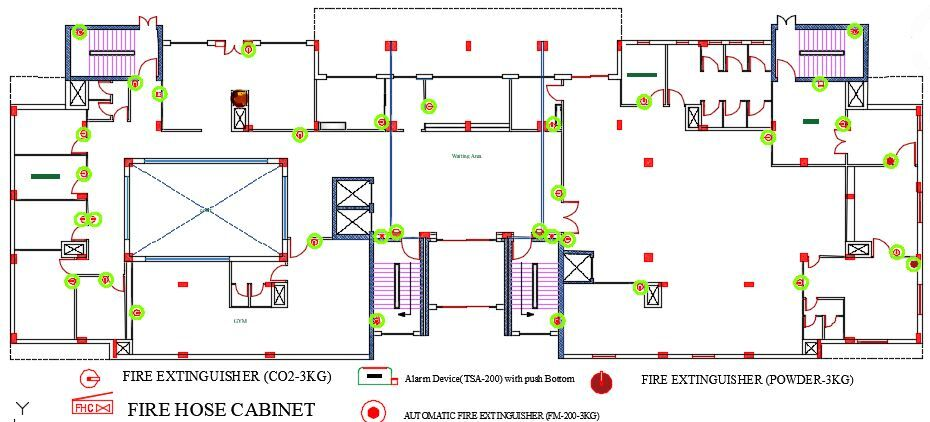 Waiting Area
GYM
FIRE EXTINGUISHER (CO2-3KG)
Alarm Device(TSA-200) with push Bottom
FIRE EXTINGUISHER (POWDER-3KG)
FHC
FIRE HOSE CABINET
AUTOMATIC FIRE EXTINGUISHER (FM-200-3KG)
Y